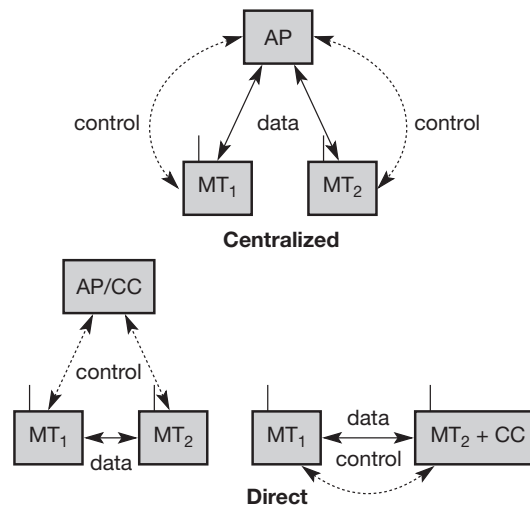 AP
control
data
control
MT1
MT2
Centralized
AP/CC
control
MT1
MT2
data
MT1
data
control
MT2 + CC
Direct